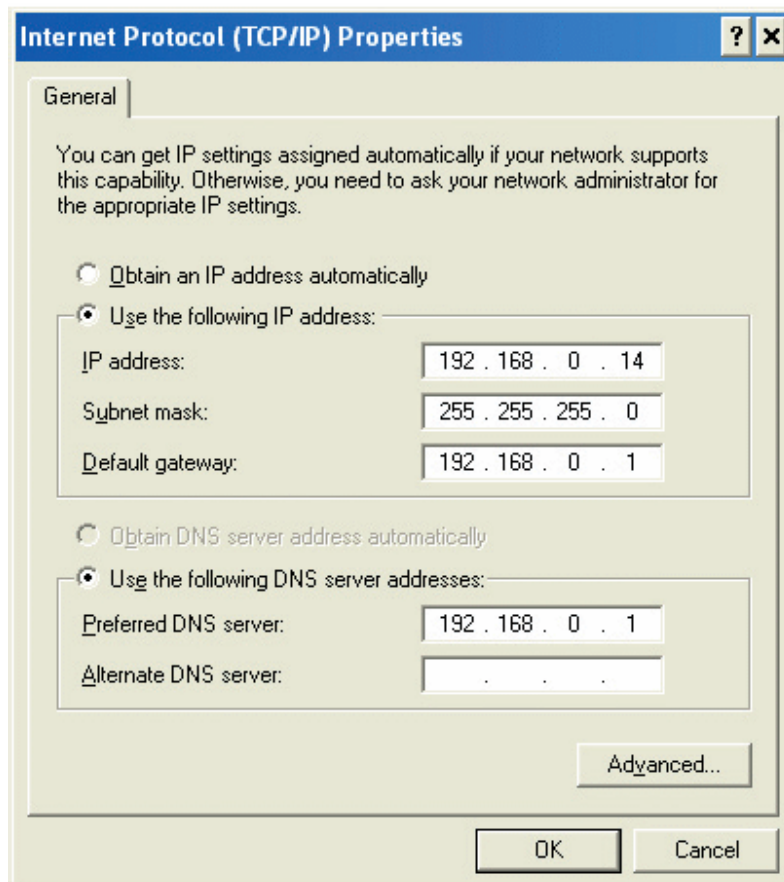 Internet Protocol (TCP/IP) Properties
General
You can get IP settings assigned automatically if your network supports
this capability. Otherwise, you need to ask your network administrator for
the appropriate IP settings.
Obtain an IP address automatically
Use the following IP address:
IP address: 192 . 168 . 0 . 14
Subnet mask: 255 . 255 . 255 . 0
Default gateway: 192 . 168 . 0 . 1
Obtain DNS server address automatically
Use the following DNS server addresses:
Preferred DNS server: 192 . 168 . 0 . 1
Alternate DNS server: . . .
Advanced...
OK Cancel